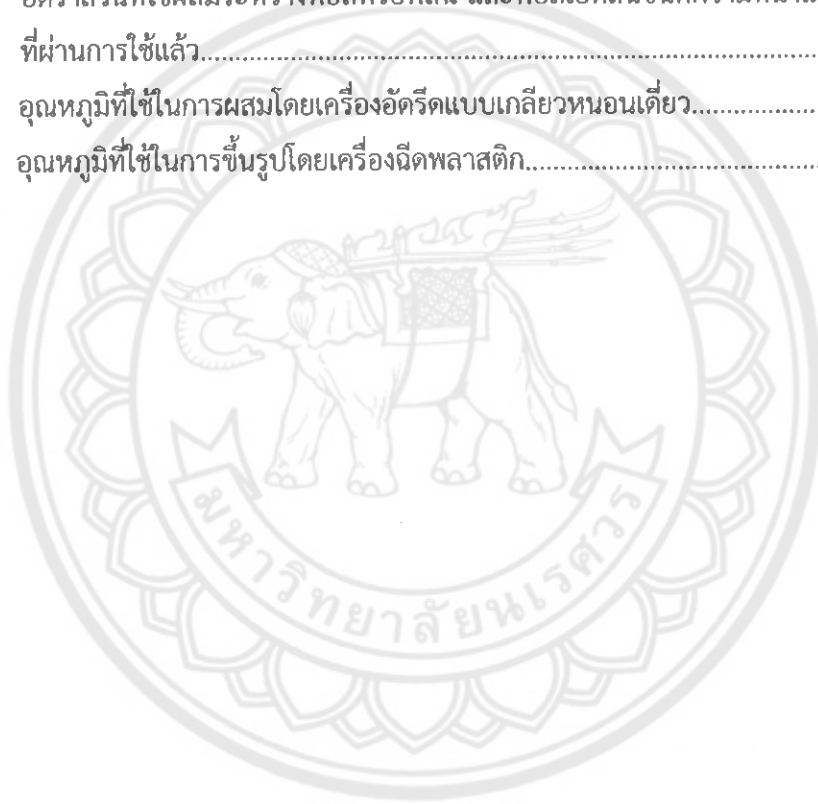 ที่ผ่านการใช้แล้ว
อุณหภูมิที่ใช้ในการผสมโดยเครื่องอัดรีดแบบเกลียวหนอนเดี่ยว
อุณหภูมิที่ใช้ในการขึ้นรูปโดยเครื่องฉีดพลาสติก
มหาวิทยาลัยนเรศวร